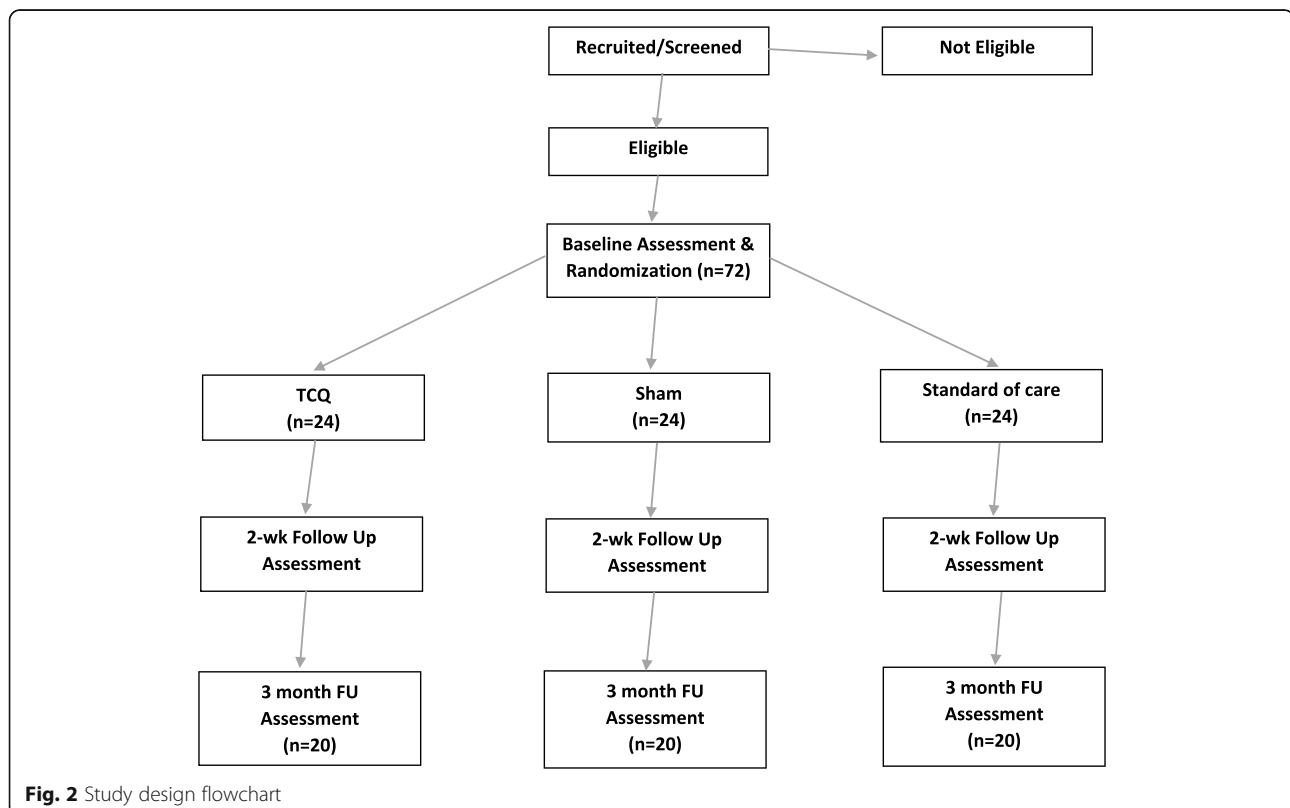 Recruited/Screened
Not Eligible
Eligible
Baseline Assessment &
Randomization (n=72)
TCQ
(n=24)
Sham
(n=24)
Standard of care
(n=24)
2-wk Follow Up
Assessment
2-wk Follow Up
Assessment
2-wk Follow Up
Assessment
3 month FU
Assessment
(n=20)
3 month FU
Assessment
(n=20)
3 month FU
Assessment
(n=20)
Fig. 2 Study design flowchart